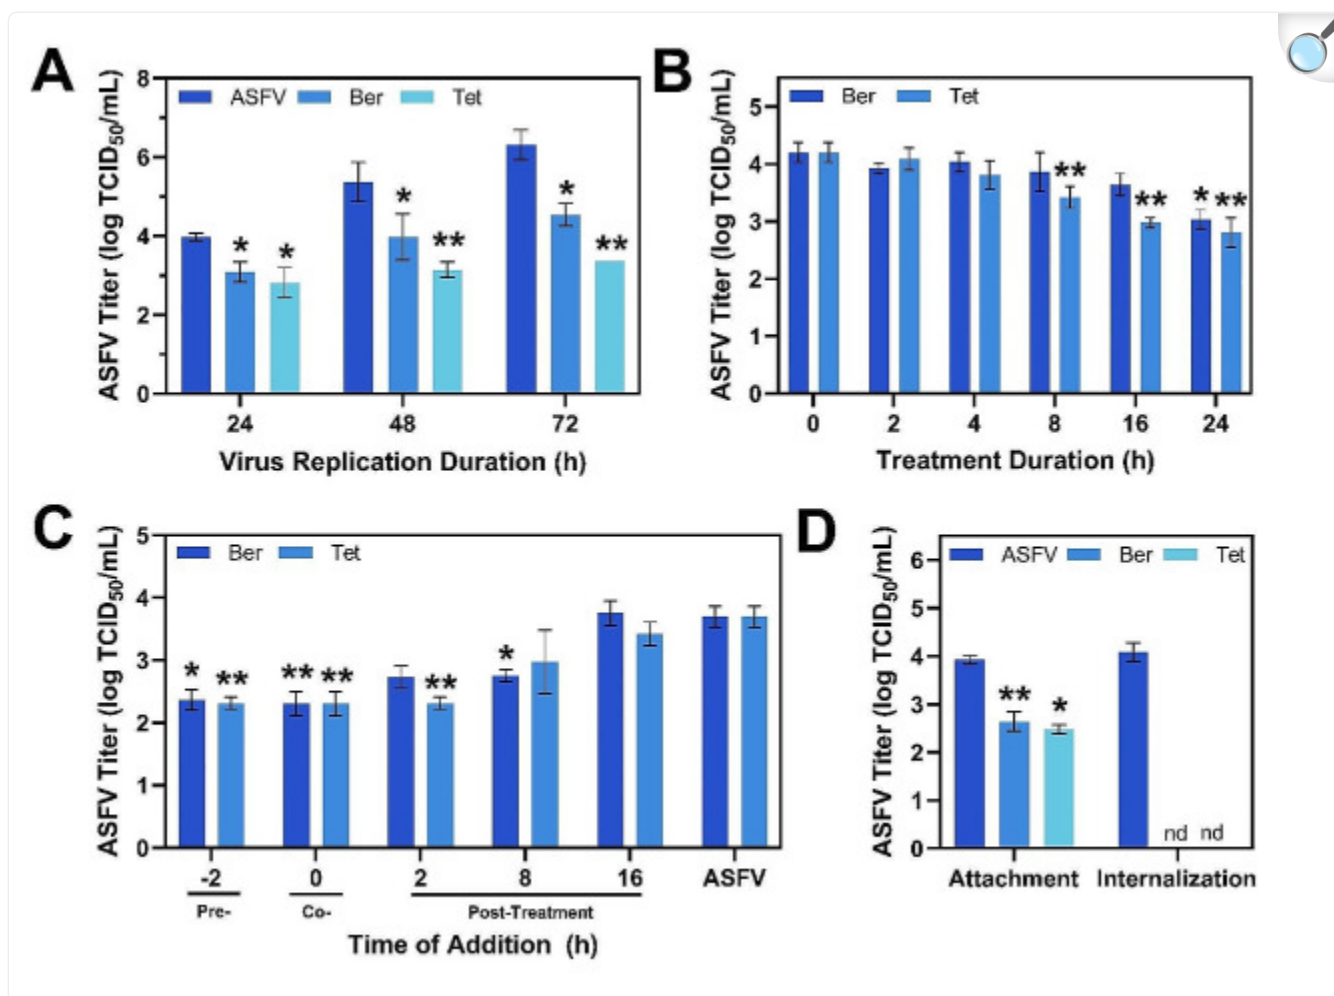 A
ASFV Titer (log TCID50/mL)
8
6
4
2
0
ASFV Ber Tet
* *
* **
* **
24 48 72
Virus Replication Duration (h)
B
ASFV Titer (log TCID50/mL)
5
4
3
2
1
0
Ber Tet
**
**
* **
0 2 4 8 16 24
Treatment Duration (h)
C
ASFV Titer (log TCID50/mL)
5
4
3
2
1
0
Ber Tet
* **
** **
**
*
-2 0 2 8 16 ASFV
Pre- Co- Post-Treatment
Time of Addition (h)
D
ASFV Titer (log TCID50/mL)
6
5
4
3
2
1
0
ASFV Ber Tet
** *
nd nd
Attachment Internalization